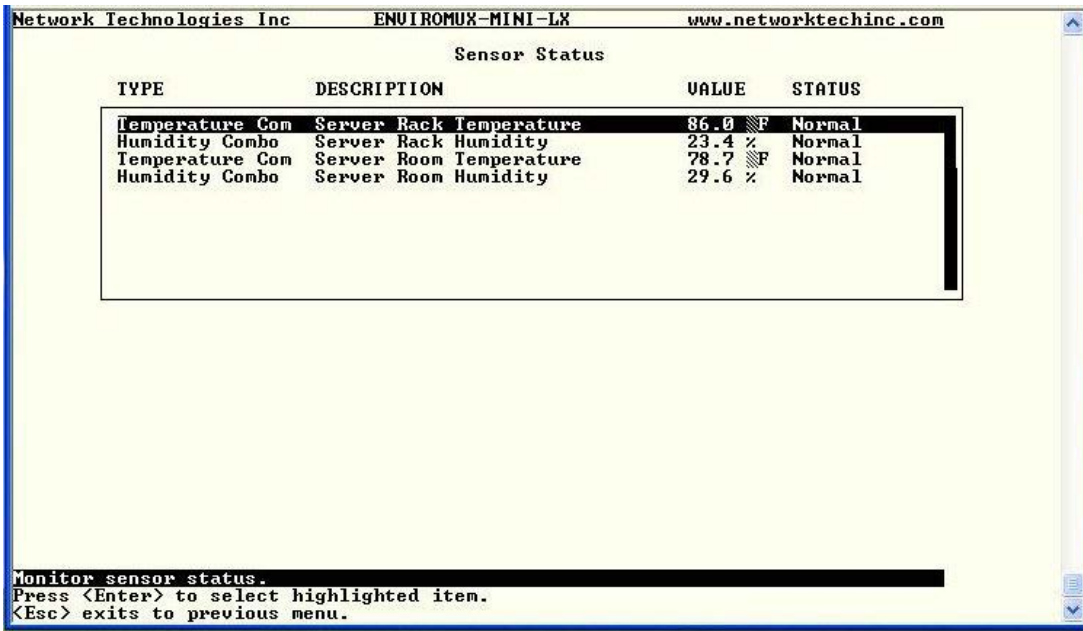 Network Technologies Inc ENVIROMUX-MINI-LX www.networktechinc.com
Sensor Status
TYPE DESCRIPTION VALUE STATUS
Temperature Com Server Rack Temperature 86.0 ▒F Normal
Humidity Combo Server Rack Humidity 23.4 % Normal
Temperature Com Server Room Temperature 78.7 ▒F Normal
Humidity Combo Server Room Humidity 29.6 % Normal
Monitor sensor status.
Press <Enter> to select highlighted item.
<Esc> exits to previous menu.